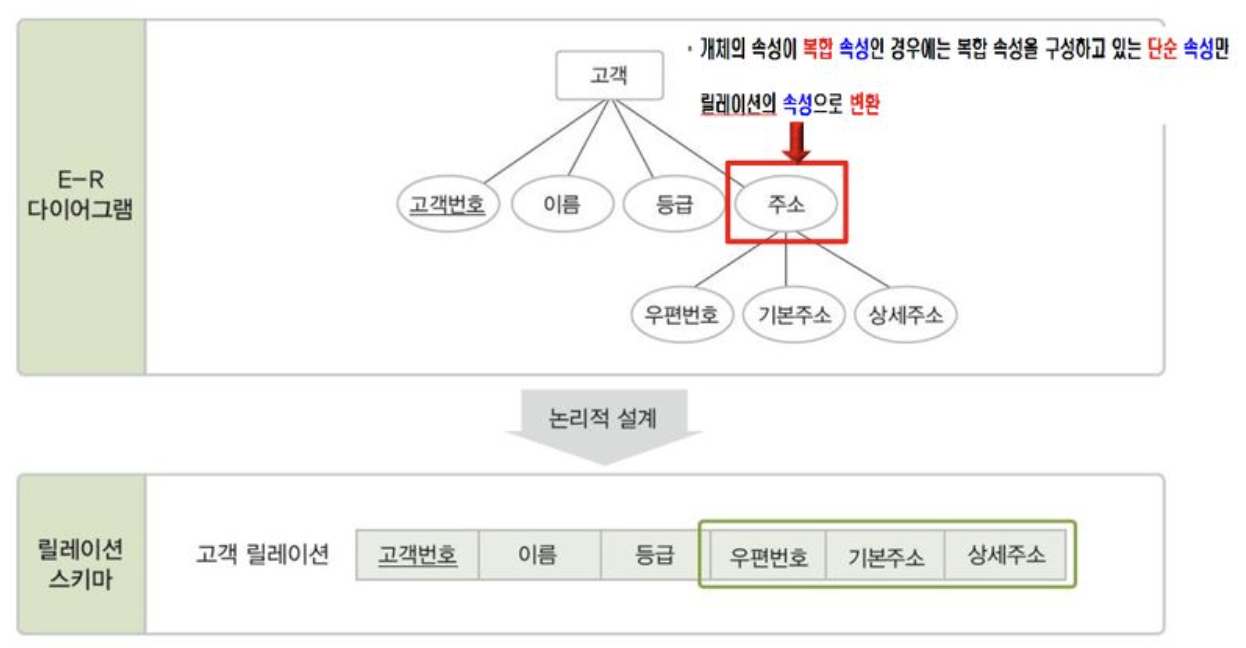 • 개체의 속성이 복합 속성인 경우에는 복합 속성을 구성하고 있는 단순 속성만
릴레이션의 속성으로 변환
고객
E-R
다이어그램
고객번호 이름 등급 주소
우편번호 기본주소 상세주소
논리적 설계
릴레이션
스키마
고객 릴레이션 고객번호 이름 등급 우편번호 기본주소 상세주소